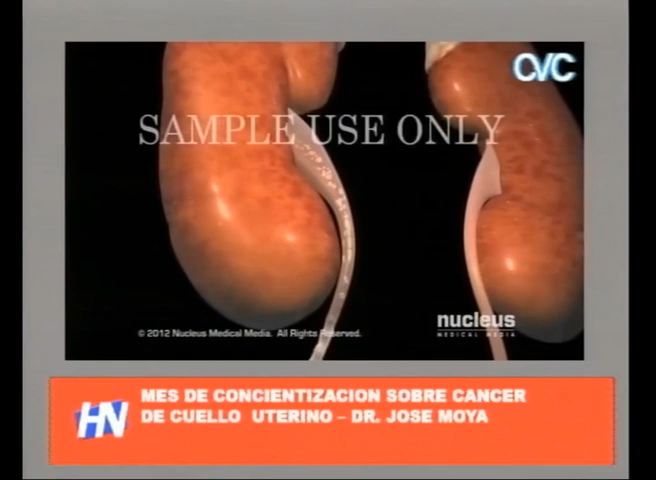 CVC
SAMPLE USE ONLY
nucleus
MEDICAL MEDIA
© 2012 Nucleus Medical Media. All Rights Reserved.
HN
MES DE CONCIENTIZACION SOBRE CANCER
DE CUELLO UTERINO – DR. JOSE MOYA